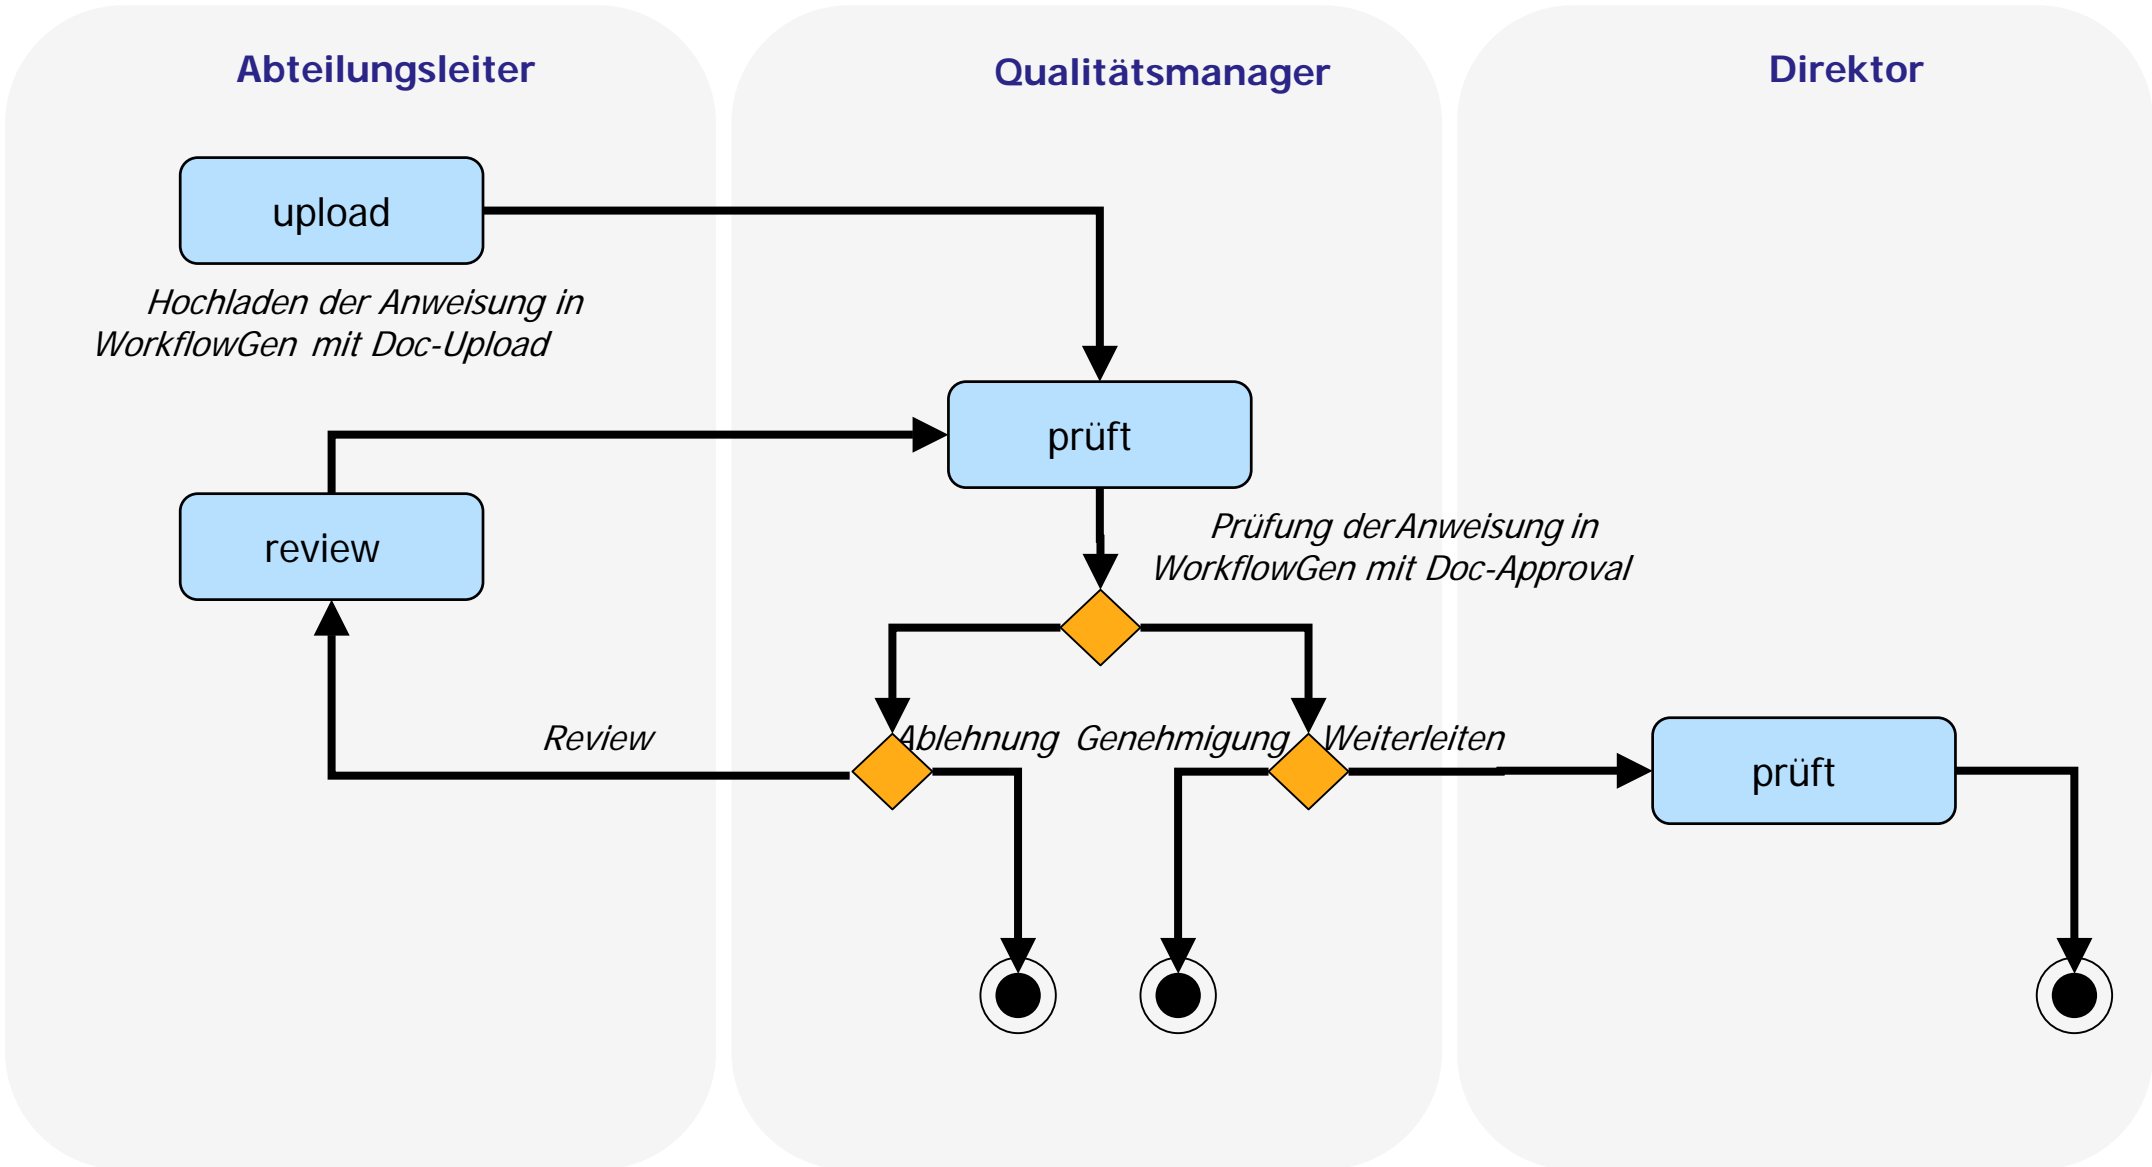 Abteilungsleiter
Qualitätsmanager
Direktor
upload
Hochladen der Anweisung in
WorkflowGen mit Doc-Upload
prüft
review
Prüfung der Anweisung in
WorkflowGen mit Doc-Approval
Review
Ablehnung
Genehmigung
Weiterleiten
prüft